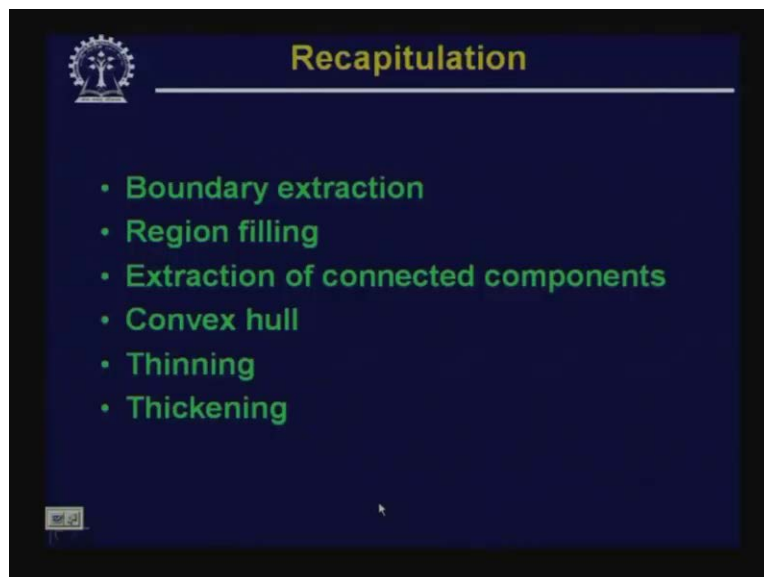 Recapitulation
• Boundary extraction
• Region filling
• Extraction of connected components
• Convex hull
• Thinning
• Thickening